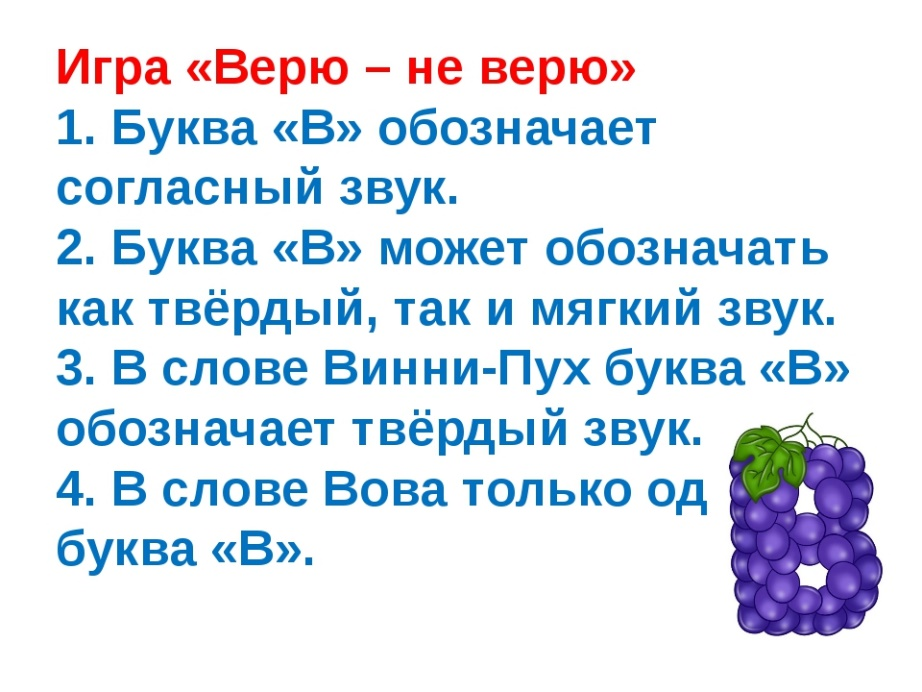 Игра «Верю – не верю»
1. Буква «В» обозначает
согласный звук.
2. Буква «В» может обозначать
как твёрдый, так и мягкий звук.
3. В слове Винни-Пух буква «В»
обозначает твёрдый звук.
4. В слове Вова только од
буква «В».